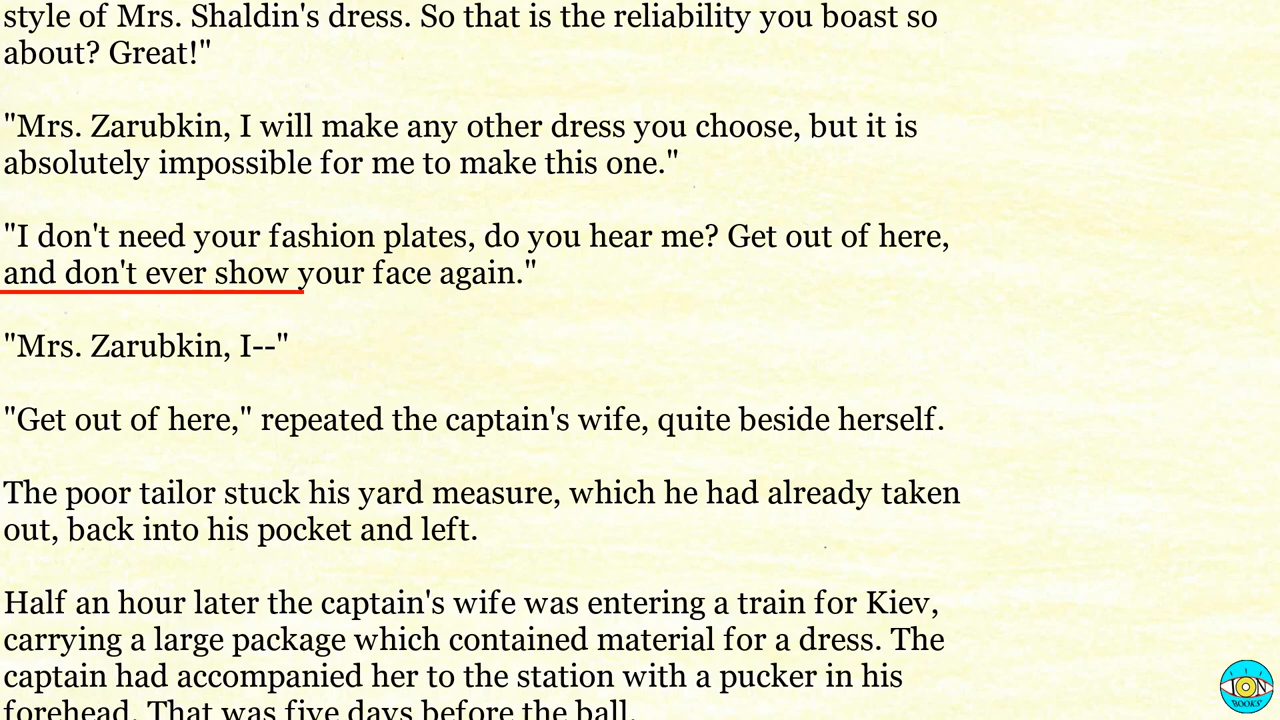 style of Mrs. Shaldin's dress. So that is the reliability you boast so
about? Great!"
"Mrs. Zarubkin, I will make any other dress you choose, but it is
absolutely impossible for me to make this one."
"I don't need your fashion plates, do you hear me? Get out of here,
and don't ever show your face again."
"Mrs. Zarubkin, I--"
"Get out of here," repeated the captain's wife, quite beside herself.
The poor tailor stuck his yard measure, which he had already taken
out, back into his pocket and left.
Half an hour later the captain's wife was entering a train for Kiev,
carrying a large package which contained material for a dress. The
captain had accompanied her to the station with a pucker in his
forehead. That was five days before the ball.
ION
BOOKS